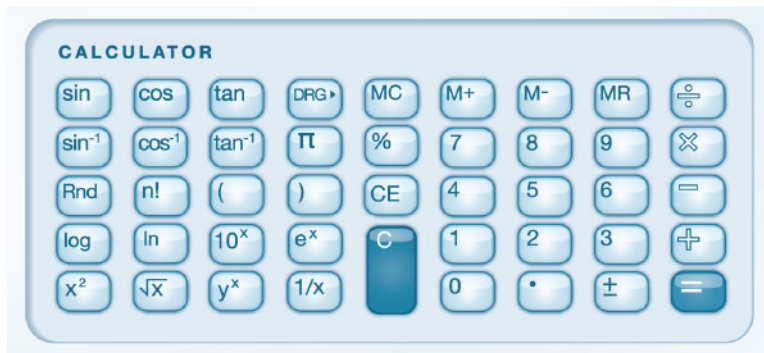 CALCULATOR
sin cos tan DRG▸ MC M+ M- MR ÷
sin⁻¹ cos⁻¹ tan⁻¹ π % 7 8 9 ×
Rnd n! ( ) CE 4 5 6 −
log ln 10ˣ eˣ C 1 2 3 +
x² √x yˣ 1/x 0 • ± =